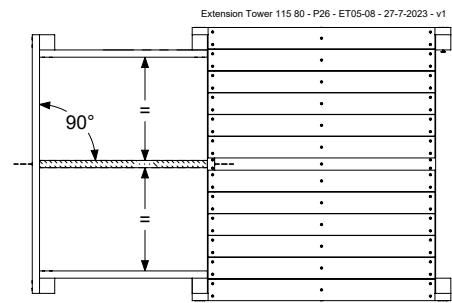 Extension Tower 115 80 - P26 - ET05-08 - 27-7-2023 - v1
=
90°
=